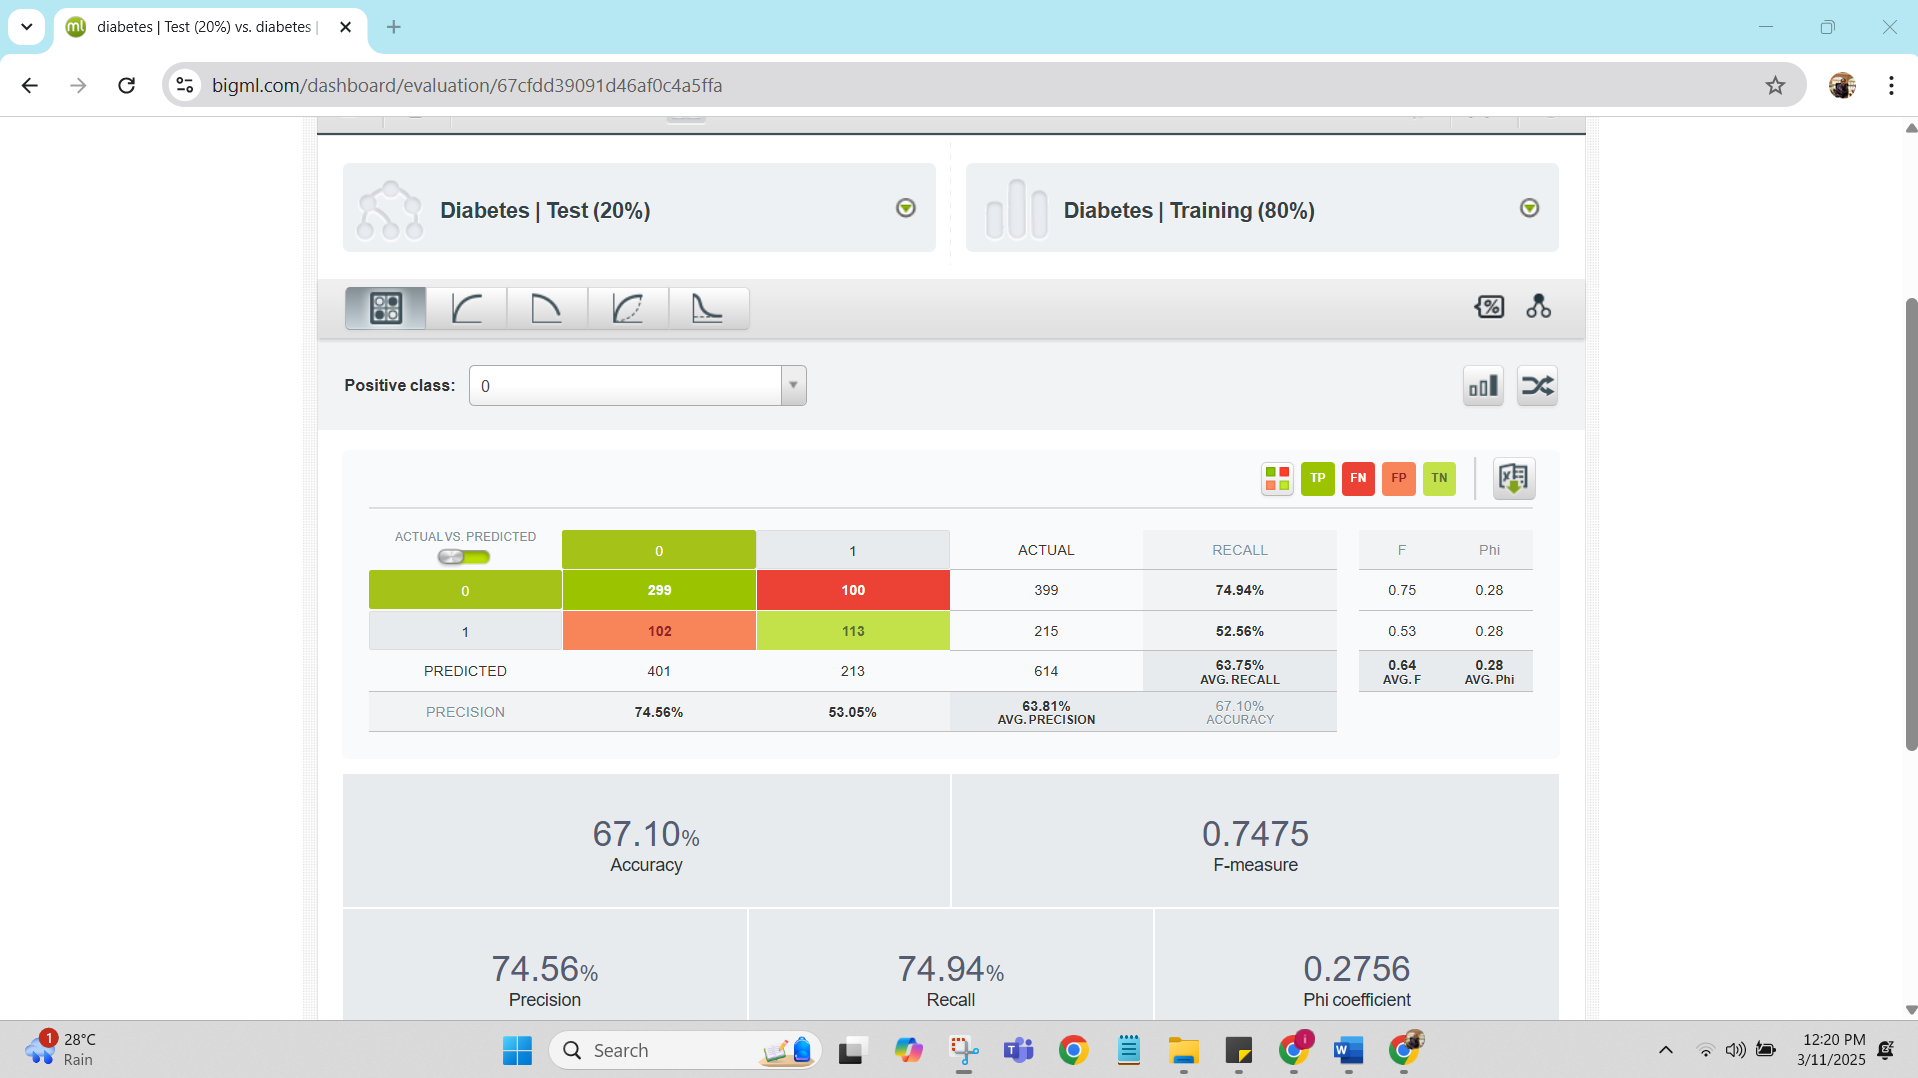 diabetes | Test (20%) vs. diabetes |
bigml.com/dashboard/evaluation/67cfdd39091d46af0c4a5ffa
Diabetes | Test (20%)
Diabetes | Training (80%)
Positive class: 0
TP FN FP TN
ACTUAL VS. PREDICTED 0 1 ACTUAL RECALL F Phi
0 299 100 399 74.94% 0.75 0.28
1 102 113 215 52.56% 0.53 0.28
PREDICTED 401 213 614 63.75% 0.64 0.28
AVG. RECALL AVG. F AVG. Phi
PRECISION 74.56% 53.05% 63.81% 67.10%
AVG. PRECISION ACCURACY
67.10%
Accuracy
0.7475
F-measure
74.56%
Precision
74.94%
Recall
0.2756
Phi coefficient
1
28°C
Rain
Search
12:20 PM
3/11/2025